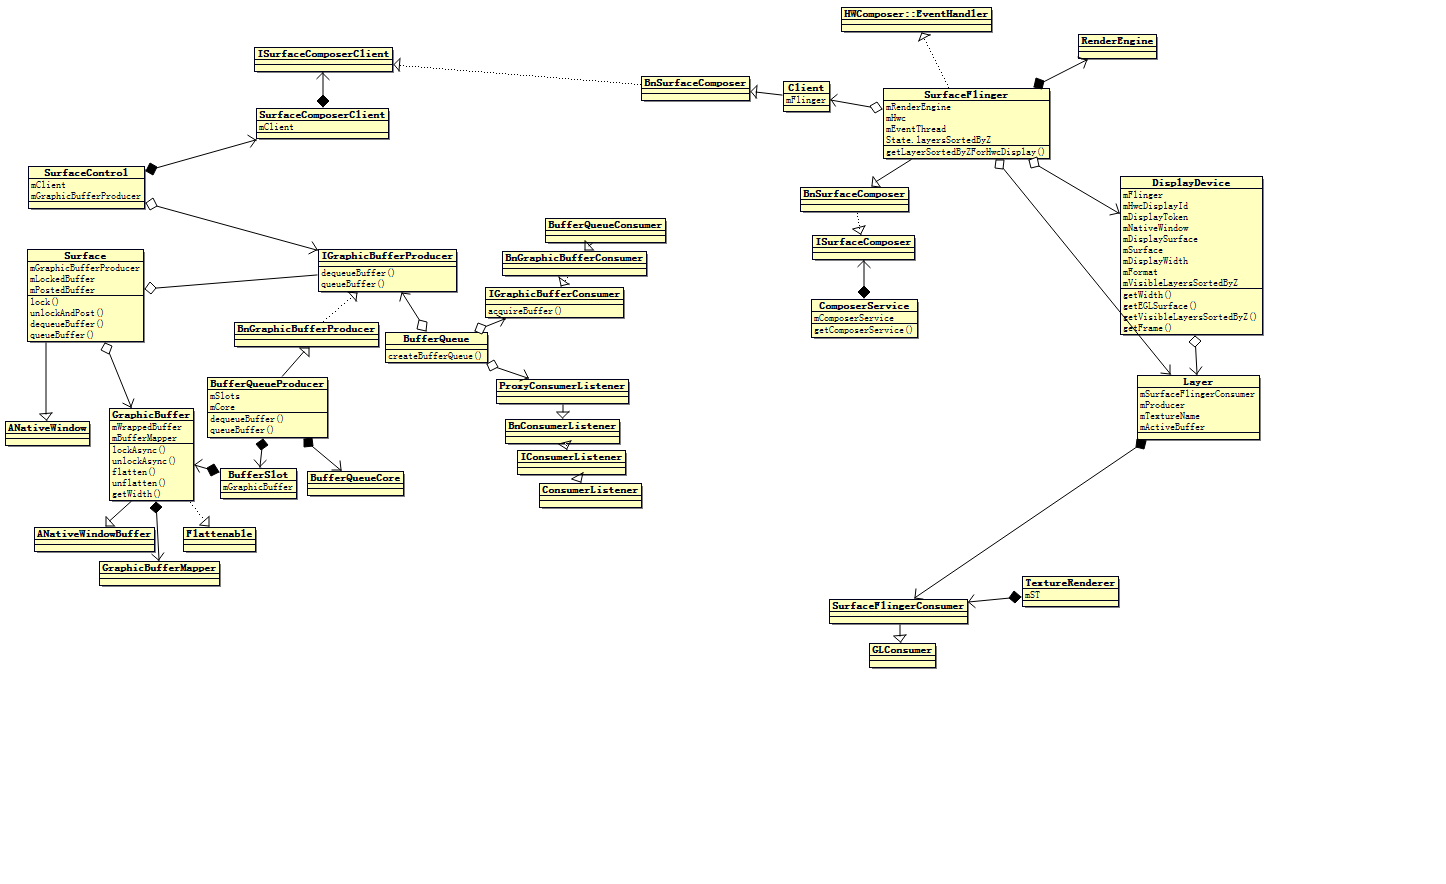 HWComposer::EventHandler
RenderEngine
ISurfaceComposerClient
BnSurfaceComposer
Client
mFlinger
SurfaceFlinger
mRenderEngine
mHwc
mEventThread
State.layersSortedByZ
getLayerSortedByZForHwcDisplay()
SurfaceComposerClient
mClient
SurfaceControl
mClient
mGraphicBufferProducer
BnSurfaceComposer
DisplayDevice
mFlinger
mHwcDisplayId
mDisplayToken
mNativeWindow
mDisplaySurface
mSurface
mDisplayWidth
mFormat
mVisibleLayersSortedByZ
getWidth()
getEGLSurface()
getVisibleLayersSortedByZ()
getFrame()
BufferQueueConsumer
ISurfaceComposer
Surface
mGraphicBufferProducer
mLockedBuffer
mPostedBuffer
lock()
unlockAndPost()
dequeueBuffer()
queueBuffer()
IGraphicBufferProducer
dequeueBuffer()
queueBuffer()
BnGraphicBufferConsumer
IGraphicBufferConsumer
acquireBuffer()
ComposerService
mComposerService
getComposerService()
BnGraphicBufferProducer
BufferQueue
createBufferQueue()
BufferQueueProducer
mSlots
mCore
dequeueBuffer()
queueBuffer()
ProxyConsumerListener
Layer
mSurfaceFlingerConsumer
mProducer
mTextureName
mActiveBuffer
GraphicBuffer
mWrappedBuffer
mBufferMapper
lockAsync()
unlockAsync()
flatten()
unflatten()
getWidth()
ANativeWindow
BnConsumerListener
IConsumerListener
BufferSlot
mGraphicBuffer
BufferQueueCore
ConsumerListener
ANativeWindowBuffer
Flattenable
GraphicBufferMapper
TextureRenderer
mST
SurfaceFlingerConsumer
GLConsumer